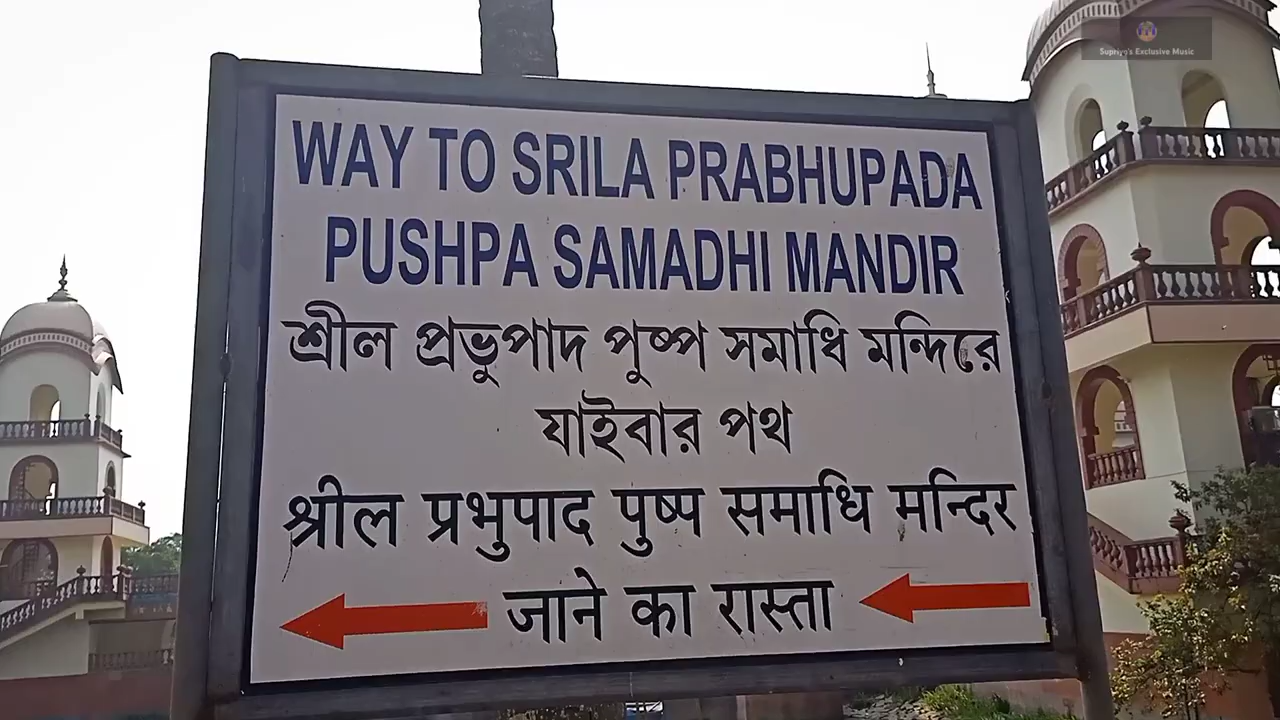 Supriyo's Exclusive Music
WAY TO SRILA PRABHUPADA
PUSHPA SAMADHI MANDIR
শ্রীল প্রভুপাদ পুষ্প সমাধি মন্দিরে
যাইবার পথ
श्रील प्रभुपाद पुष्प समाधि मन्दिर
जाने का रास्ता